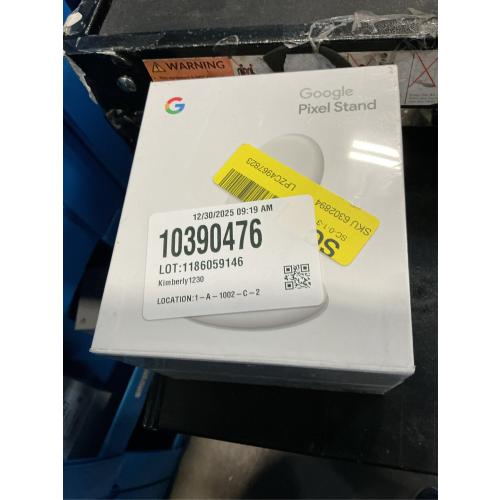 WARNING
Google
Pixel Stand
LPZC4967823
SKU 6302894
12/30/2025 09:19 AM
10390476
LOT:1186059146
Kimberly1230
LOCATION:1-A-1002-C-2